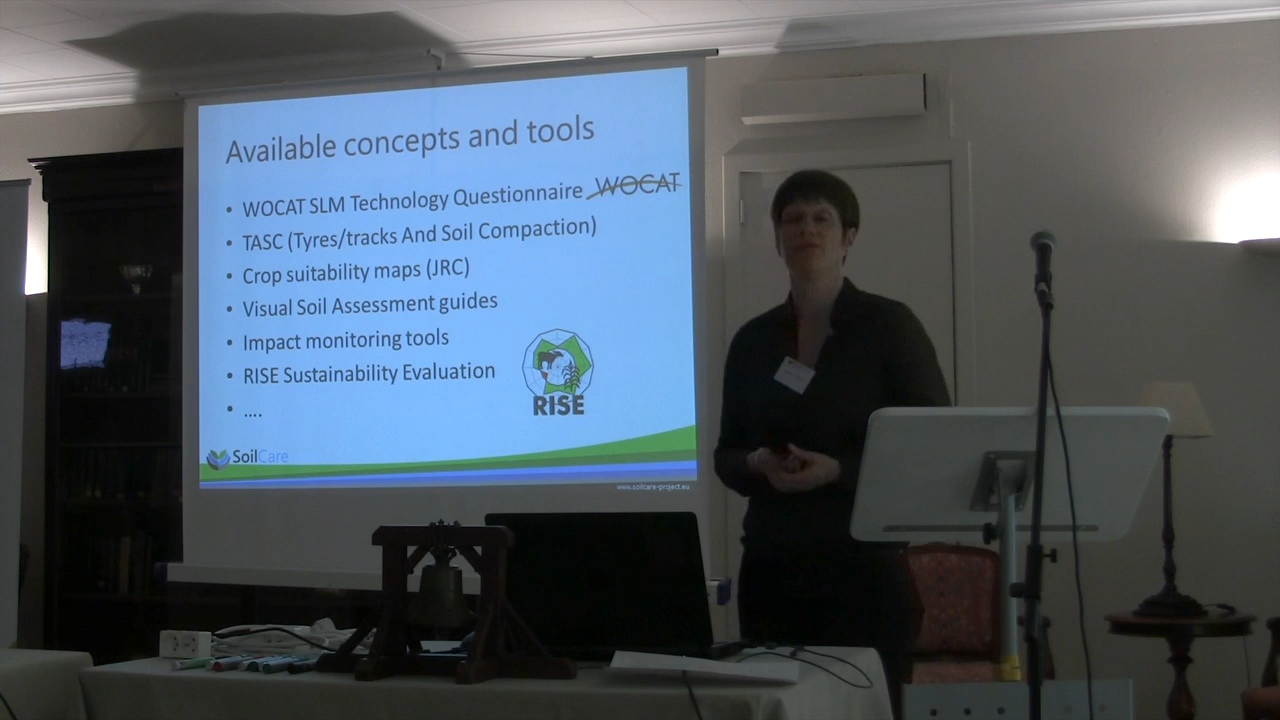 Available concepts and tools
• WOCAT SLM Technology Questionnaire WOCAT
• TASC (Tyres/tracks And Soil Compaction)
• Crop suitability maps (JRC)
• Visual Soil Assessment guides
• Impact monitoring tools
• RISE Sustainability Evaluation
• ....
RISE
SoilCare
www.soilcare-project.eu